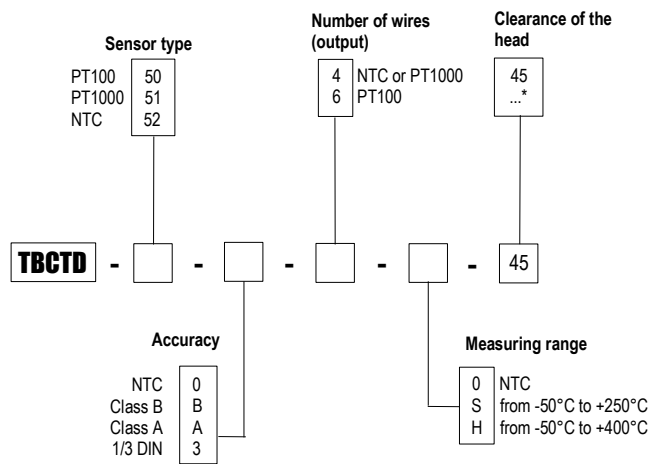 Sensor type
PT100 50
PT1000 51
NTC 52
Number of wires
(output)
4 NTC or PT1000
6 PT100
Clearance of the
head
45
...*
TBCTD - - - - - 45
Accuracy
NTC 0
Class B B
Class A A
1/3 DIN 3
Measuring range
0 NTC
S from -50°C to +250°C
H from -50°C to +400°C